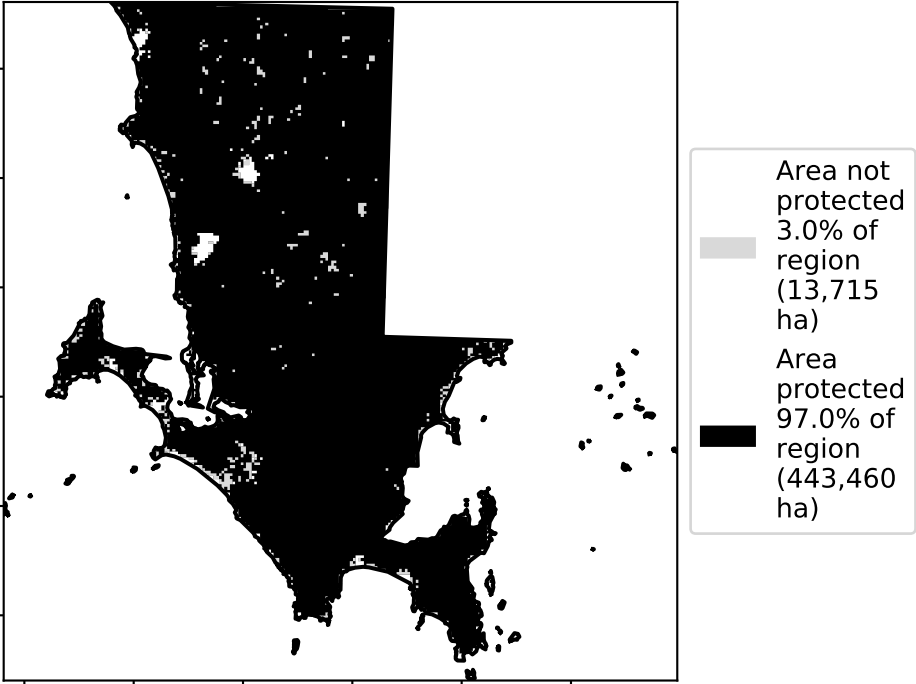 Area not
protected
3.0% of
region
(13,715
ha)
Area
protected
97.0% of
region
(443,460
ha)